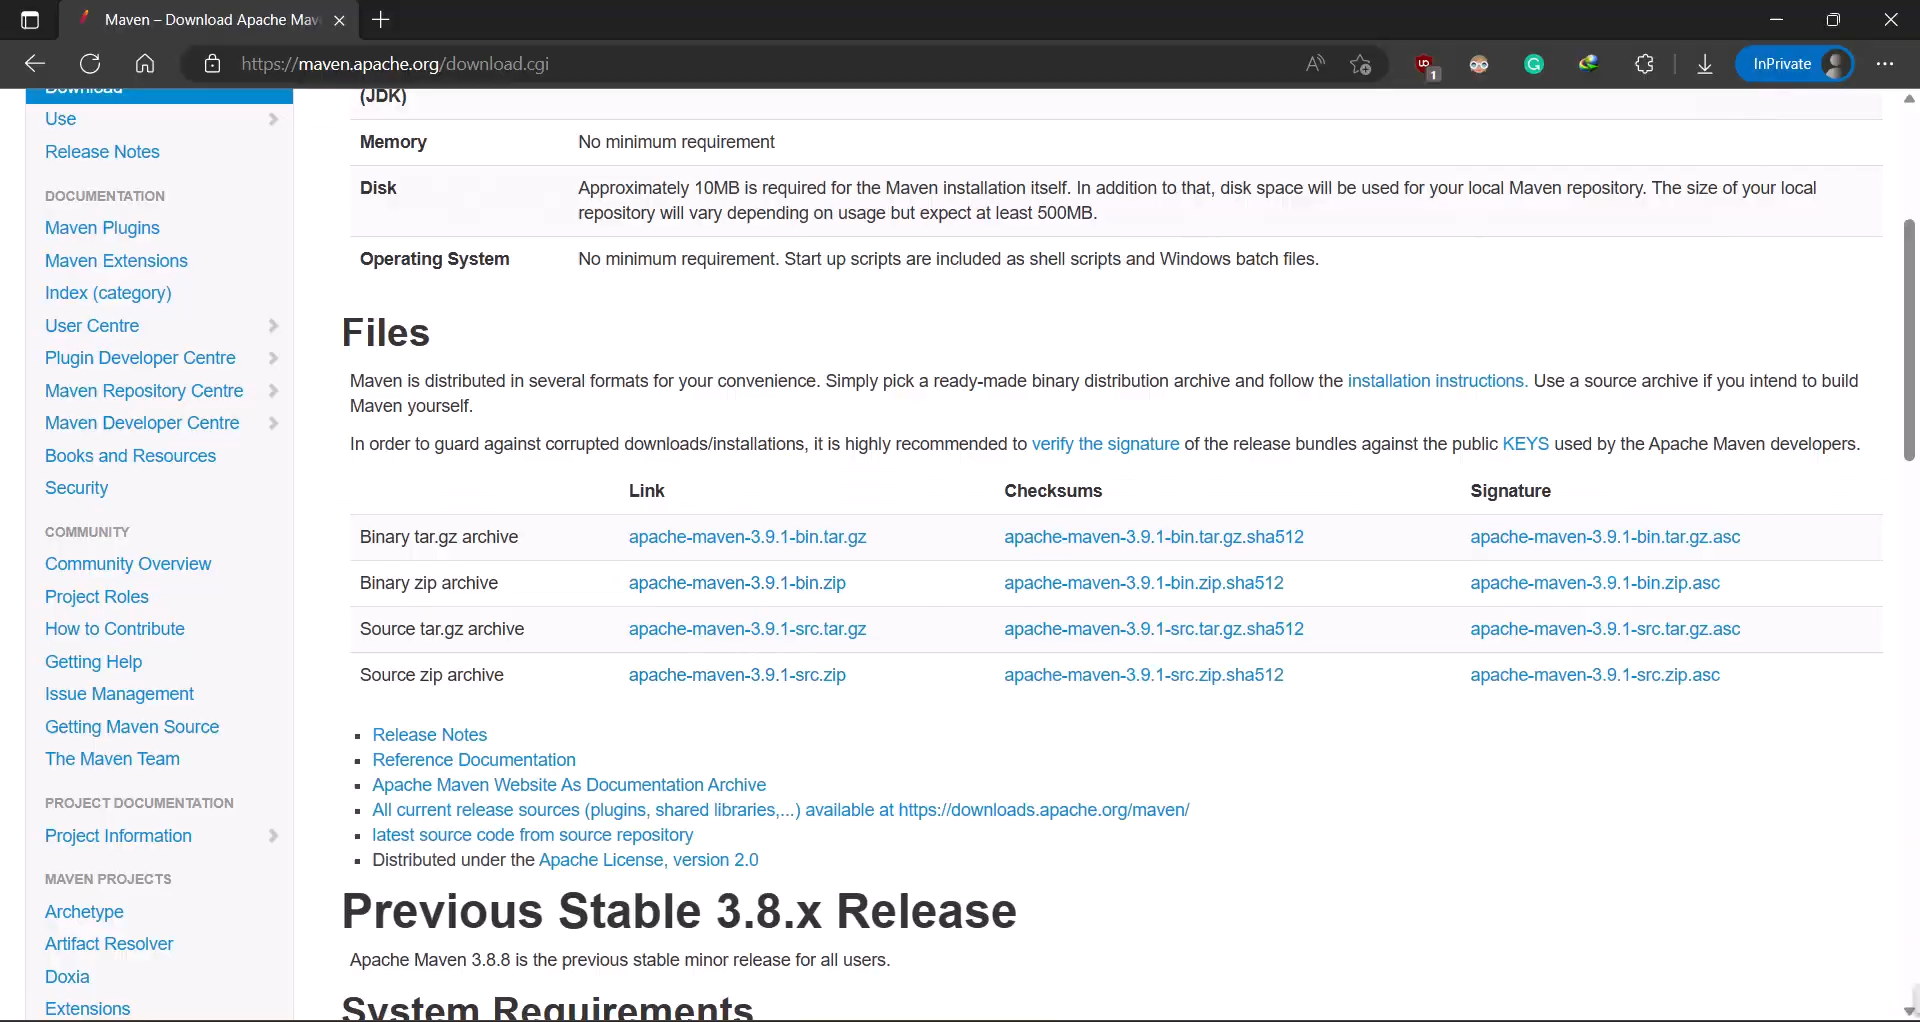 Maven – Download Apache Mav
https://maven.apache.org/download.cgi
1
InPrivate
Download
Use
Release Notes
DOCUMENTATION
Maven Plugins
Maven Extensions
Index (category)
User Centre
Plugin Developer Centre
Maven Repository Centre
Maven Developer Centre
Books and Resources
Security
COMMUNITY
Community Overview
Project Roles
How to Contribute
Getting Help
Issue Management
Getting Maven Source
The Maven Team
PROJECT DOCUMENTATION
Project Information
MAVEN PROJECTS
Archetype
Artifact Resolver
Doxia
Extensions
(JDK)
Memory No minimum requirement
Disk Approximately 10MB is required for the Maven installation itself. In addition to that, disk space will be used for your local Maven repository. The size of your local
repository will vary depending on usage but expect at least 500MB.
Operating System No minimum requirement. Start up scripts are included as shell scripts and Windows batch files.
Files
Maven is distributed in several formats for your convenience. Simply pick a ready-made binary distribution archive and follow the installation instructions. Use a source archive if you intend to build
Maven yourself.
In order to guard against corrupted downloads/installations, it is highly recommended to verify the signature of the release bundles against the public KEYS used by the Apache Maven developers.
Link Checksums Signature
Binary tar.gz archive apache-maven-3.9.1-bin.tar.gz apache-maven-3.9.1-bin.tar.gz.sha512 apache-maven-3.9.1-bin.tar.gz.asc
Binary zip archive apache-maven-3.9.1-bin.zip apache-maven-3.9.1-bin.zip.sha512 apache-maven-3.9.1-bin.zip.asc
Source tar.gz archive apache-maven-3.9.1-src.tar.gz apache-maven-3.9.1-src.tar.gz.sha512 apache-maven-3.9.1-src.tar.gz.asc
Source zip archive apache-maven-3.9.1-src.zip apache-maven-3.9.1-src.zip.sha512 apache-maven-3.9.1-src.zip.asc
Release Notes
Reference Documentation
Apache Maven Website As Documentation Archive
All current release sources (plugins, shared libraries,...) available at https://downloads.apache.org/maven/
latest source code from source repository
Distributed under the Apache License, version 2.0
Previous Stable 3.8.x Release
Apache Maven 3.8.8 is the previous stable minor release for all users.
System Requirements